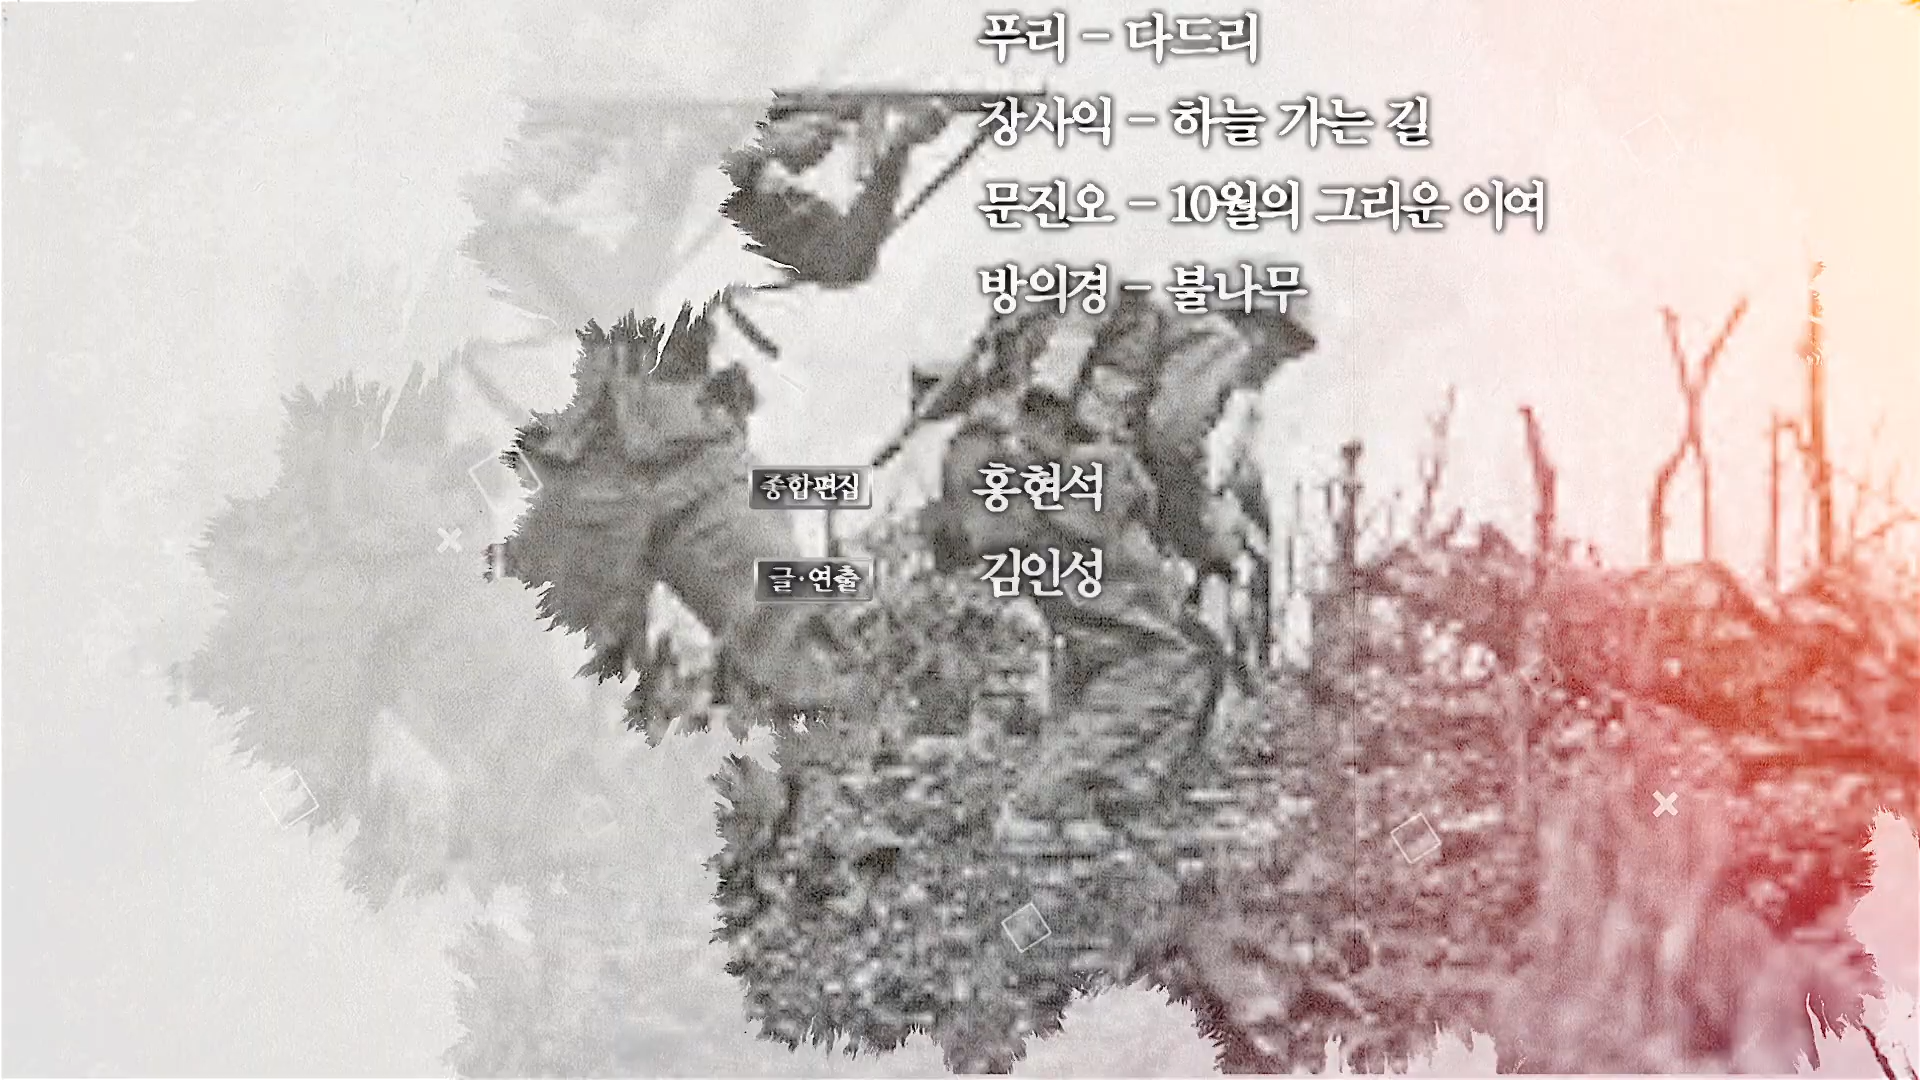 푸리 - 다드리
장사익 - 하늘 가는 길
문진오 - 10월의 그리운 이여
방의경 - 불나무
종합편집 홍현석
글·연출 김인성